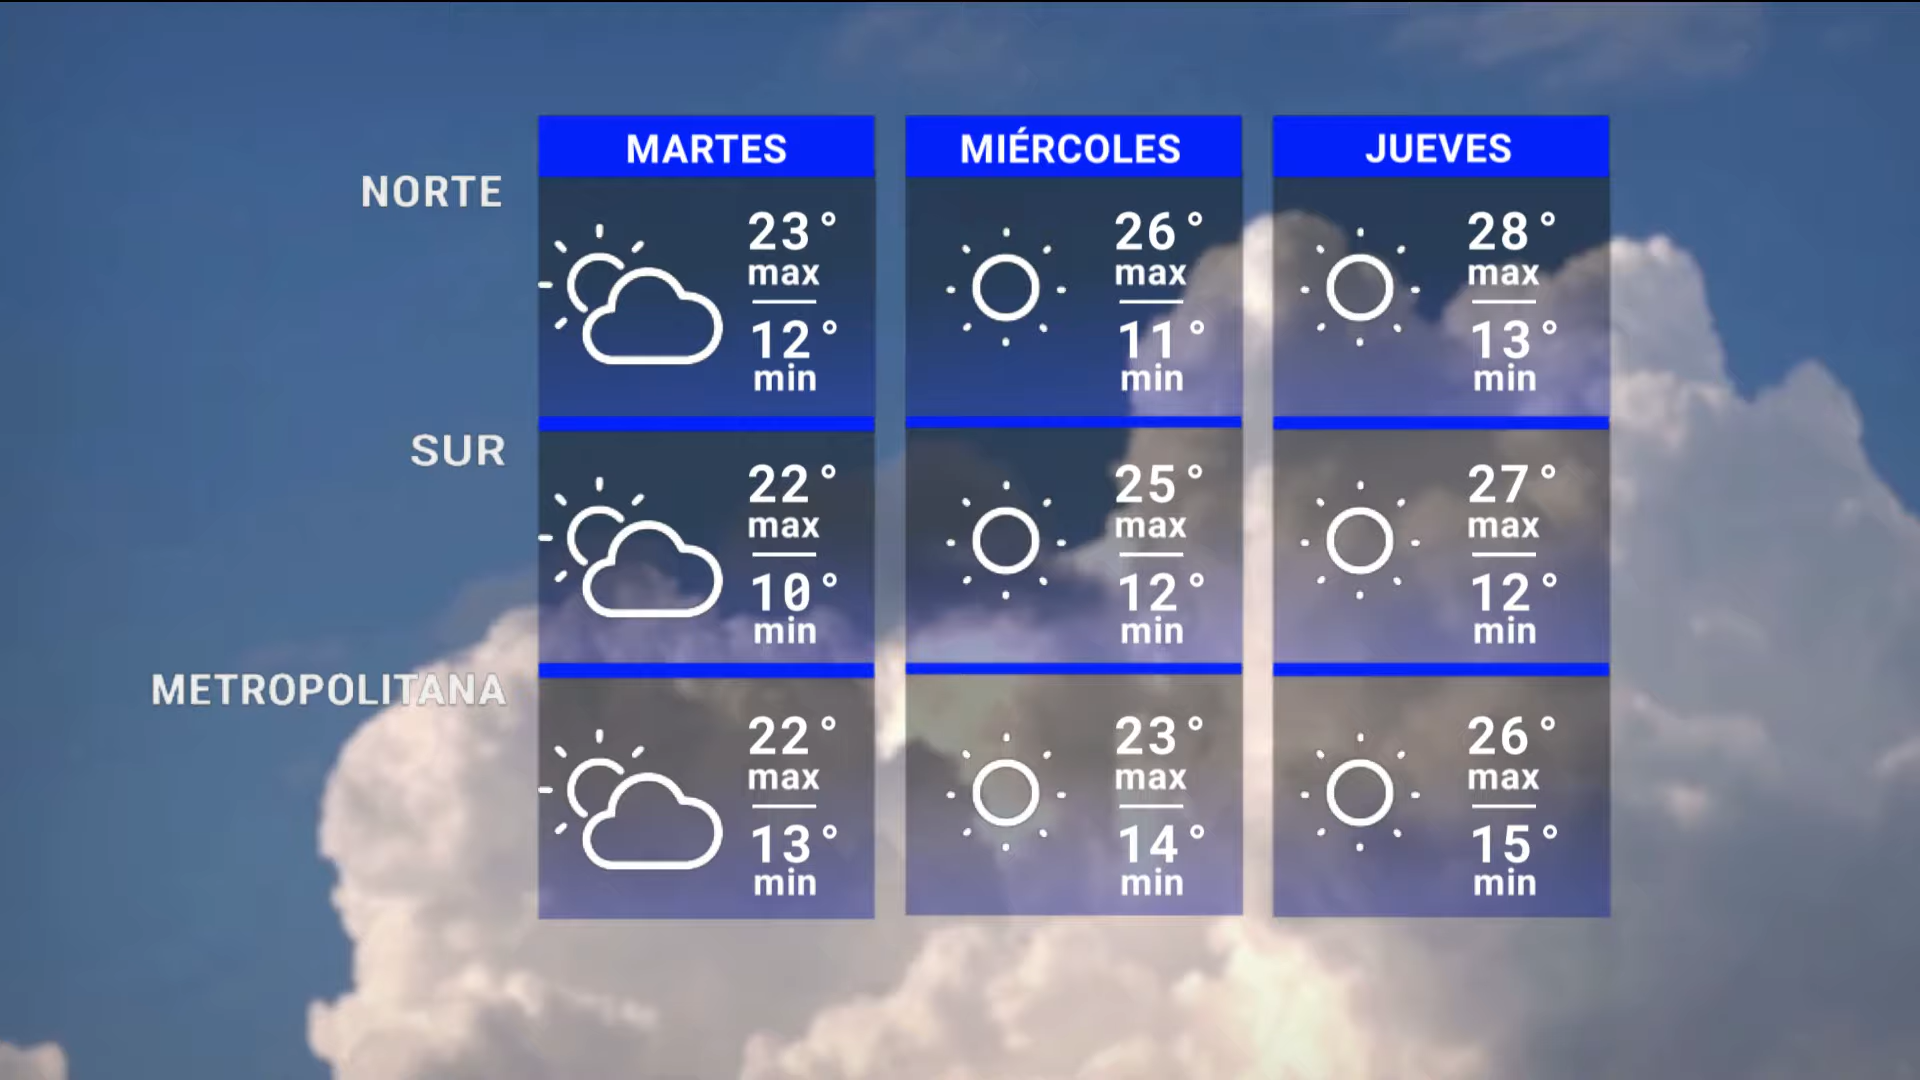 MARTES
MIÉRCOLES
JUEVES
NORTE
23°
max
12°
min
26°
max
11°
min
28°
max
13°
min
SUR
22°
max
10°
min
25°
max
12°
min
27°
max
12°
min
METROPOLITANA
22°
max
13°
min
23°
max
14°
min
26°
max
15°
min